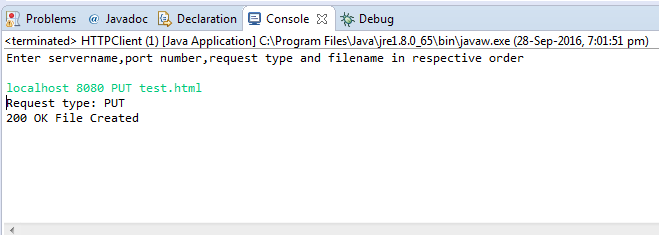 Problems @ Javadoc Declaration Console Debug
<terminated> HTTPClient (1) [Java Application] C:\Program Files\Java\jre1.8.0_65\bin\javaw.exe (28-Sep-2016, 7:01:51 pm)
Enter servername,port number,request type and filename in respective order
localhost 8080 PUT test.html
Request type: PUT
200 OK File Created